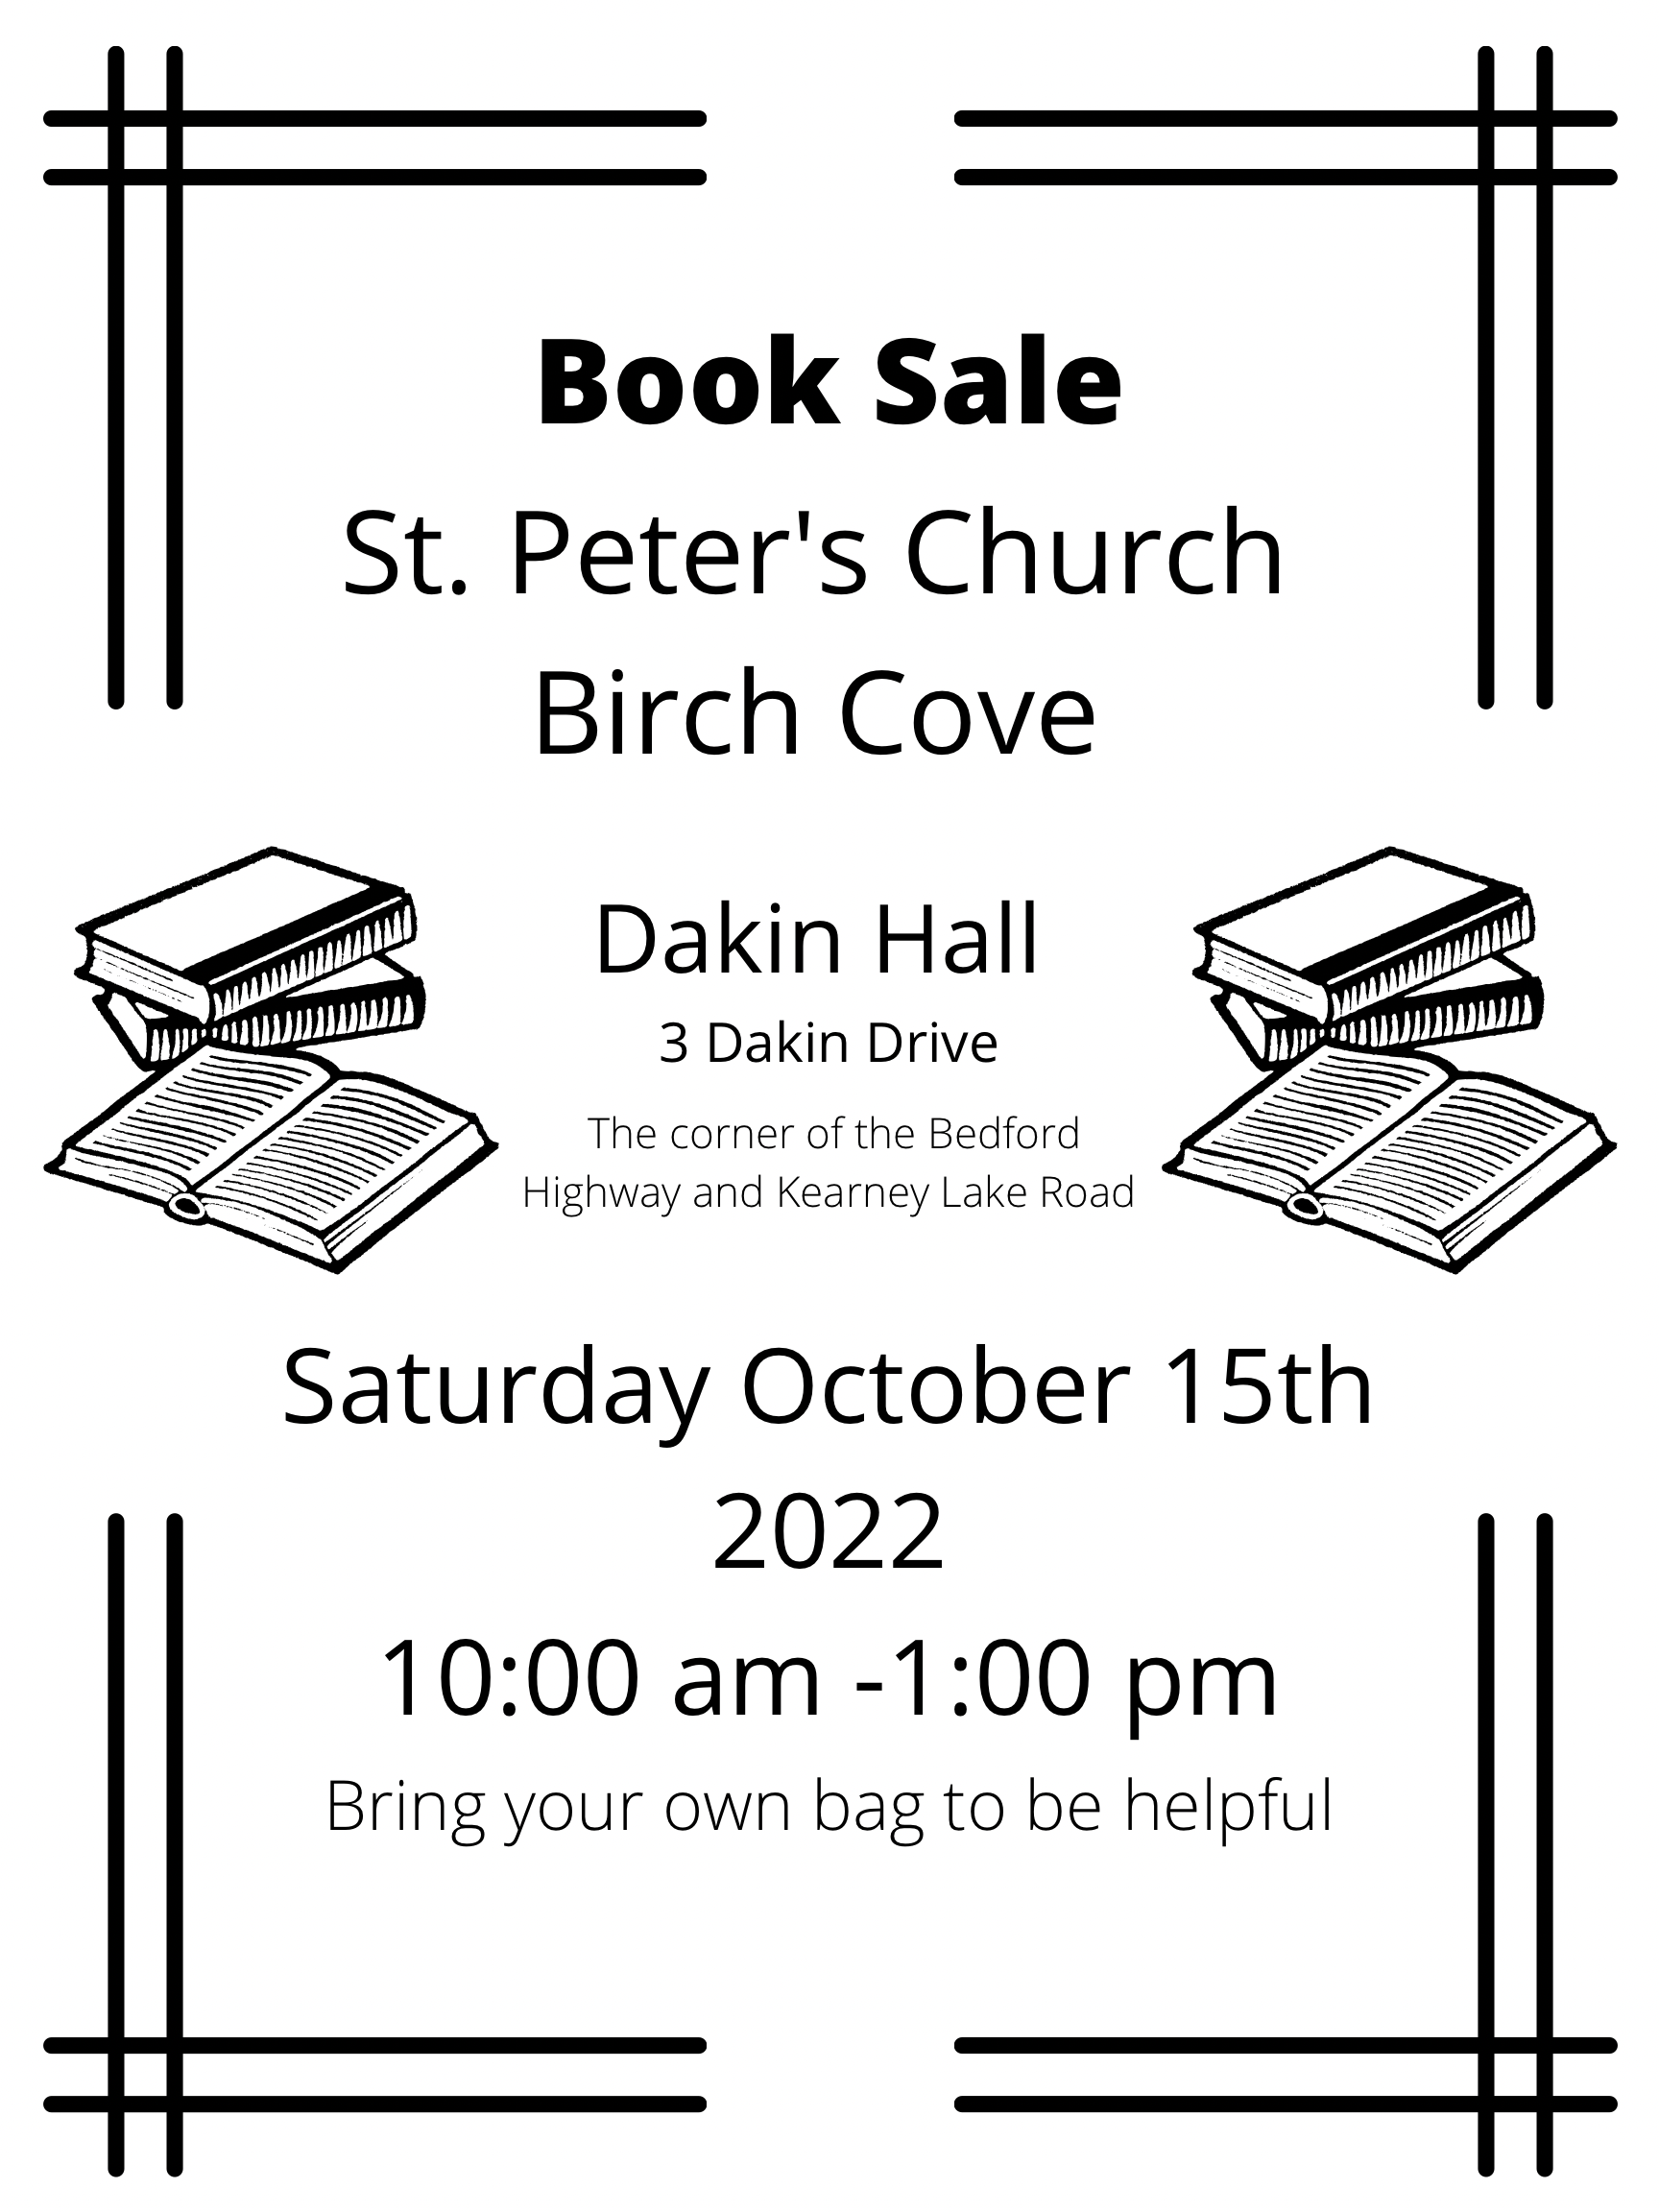 Book Sale
St. Peter's Church
Birch Cove
Dakin Hall
3 Dakin Drive
The corner of the Bedford
Highway and Kearney Lake Road
Saturday October 15th
2022
10:00 am -1:00 pm
Bring your own bag to be helpful